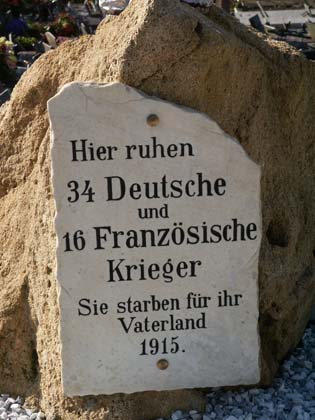 Hier ruhen
34 Deutsche
und
16 Französische
Krieger
Sie starben für ihr
Vaterland
1915.